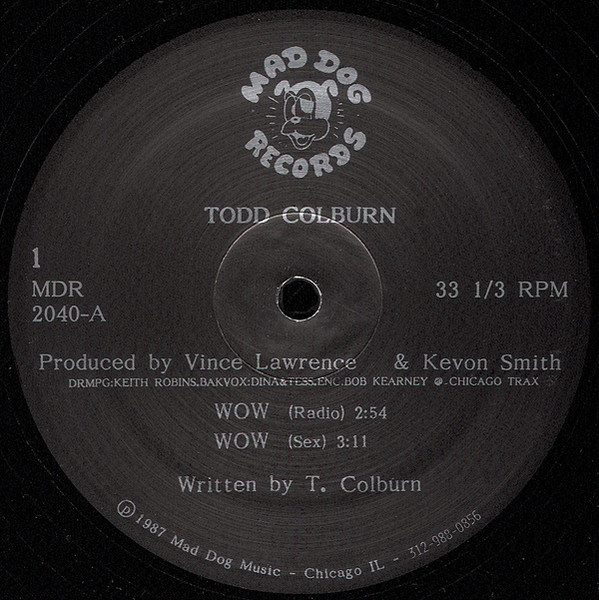 MAD DOG
RECORDS
TODD COLBURN
1
MDR
2040-A
33 1/3 RPM
Produced by Vince Lawrence & Kevon Smith
DRMPG:KEITH ROBINS.BAKVOX:DINA&TESS.ENC.BOB KEARNEY @.CHICAGO TRAX
WOW (Radio) 2:54
WOW (Sex) 3:11
Written by T. Colburn
℗1987 Mad Dog Music - Chicago IL - 312-988-0856